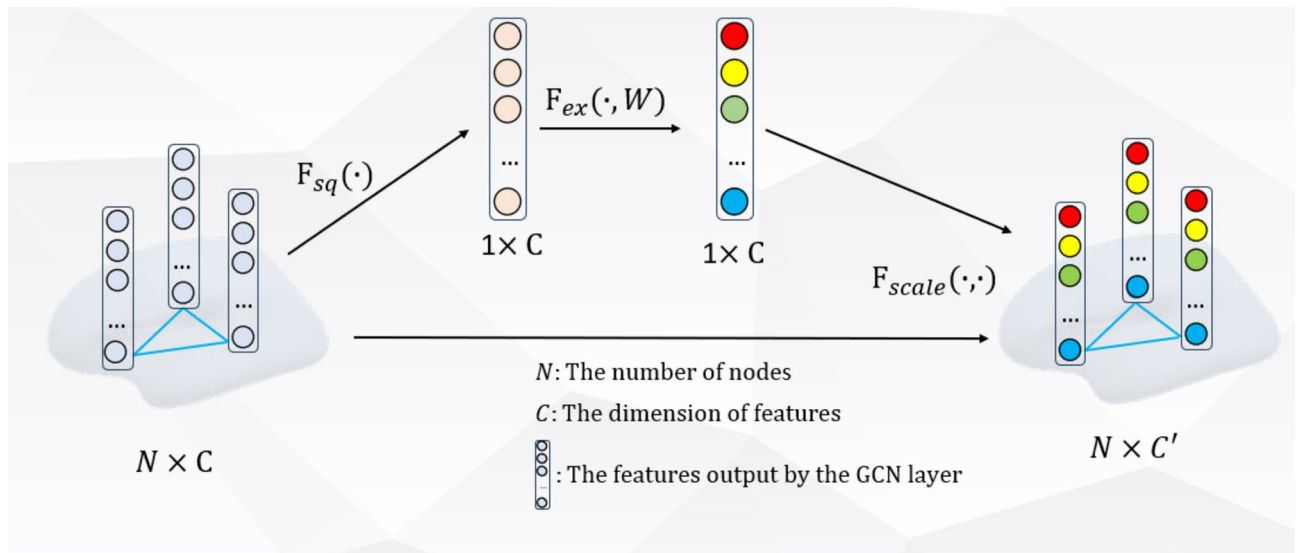 F_sq(·)
F_ex(·, W)
...
...
1× C
1× C
F_scale(·,·)
...
...
...
...
...
...
N × C
N × C′
N: The number of nodes
C: The dimension of features
...
: The features output by the GCN layer